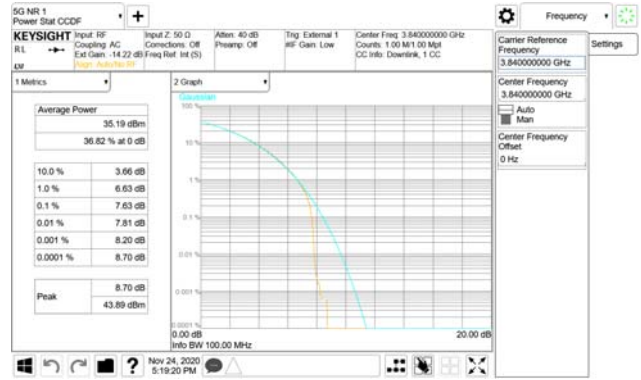 5G NR 1
Power Stat CCDF
Frequency
KEYSIGHT
Input: RF
Coupling: AC
Ext Gain: -14.22 dB
Align: Auto/No RF
Input Z: 50 Ω
Corrections: Off
Freq Ref: Int (S)
Atten: 40 dB
Preamp: Off
Trig: External 1
#IF Gain: Low
Center Freq: 3.840000000 GHz
Counts: 1.00 M/1.00 Mpt
CC Info: Downlink, 1 CC
RL
Carrier Reference
Frequency
3.840000000 GHz
Settings
Center Frequency
3.840000000 GHz
Auto
Man
Center Frequency
Offset
0 Hz
1 Metrics
2 Graph
Gaussian
Average Power
35.19 dBm
36.82 % at 0 dB
10.0 % 3.66 dB
1.0 % 6.63 dB
0.1 % 7.63 dB
0.01 % 7.81 dB
0.001 % 8.20 dB
0.0001 % 8.70 dB
Peak
8.70 dB
43.89 dBm
100 %
10 %
1 %
0.1 %
0.01 %
0.001 %
0.0001 %
0.00 dB
20.00 dB
Info BW 100.00 MHz
Nov 24, 2020
5:19:20 PM